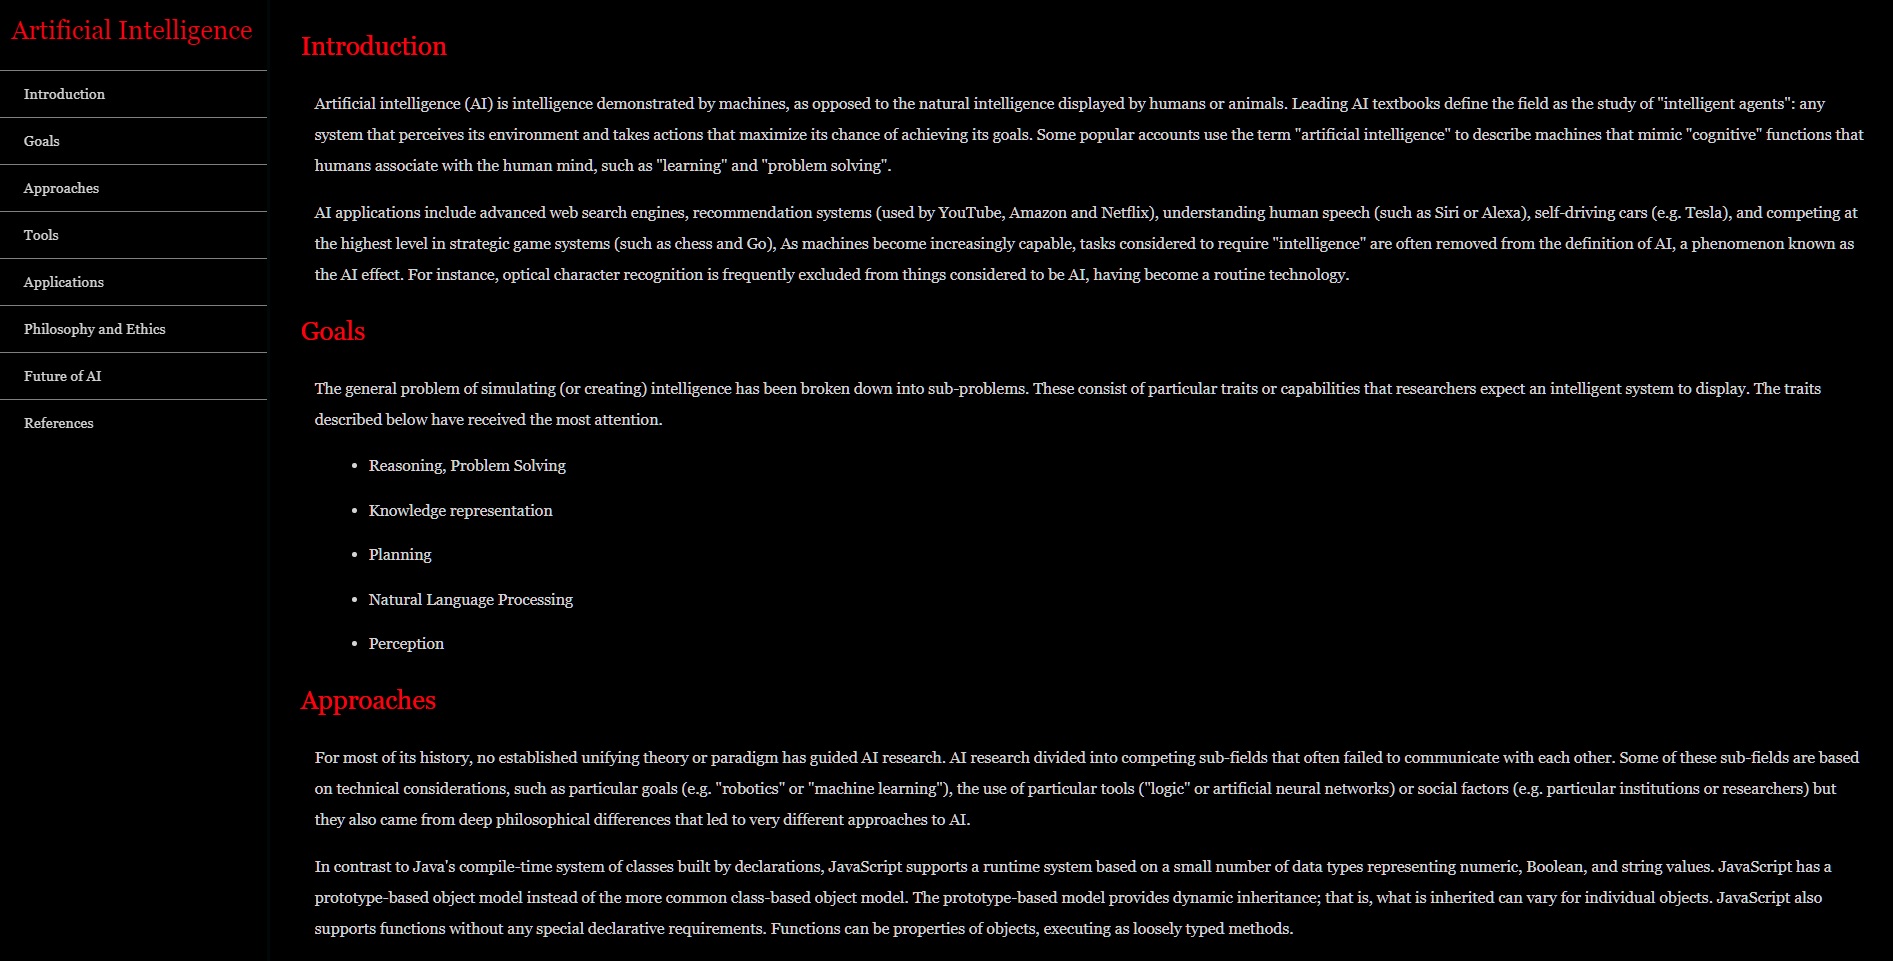 Artificial Intelligence
Introduction
Goals
Approaches
Tools
Applications
Philosophy and Ethics
Future of AI
References
Introduction
Artificial intelligence (AI) is intelligence demonstrated by machines, as opposed to the natural intelligence displayed by humans or animals. Leading AI textbooks define the field as the study of "intelligent agents": any
system that perceives its environment and takes actions that maximize its chance of achieving its goals. Some popular accounts use the term "artificial intelligence" to describe machines that mimic "cognitive" functions that
humans associate with the human mind, such as "learning" and "problem solving".
AI applications include advanced web search engines, recommendation systems (used by YouTube, Amazon and Netflix), understanding human speech (such as Siri or Alexa), self-driving cars (e.g. Tesla), and competing at
the highest level in strategic game systems (such as chess and Go), As machines become increasingly capable, tasks considered to require "intelligence" are often removed from the definition of AI, a phenomenon known as
the AI effect. For instance, optical character recognition is frequently excluded from things considered to be AI, having become a routine technology.
Goals
The general problem of simulating (or creating) intelligence has been broken down into sub-problems. These consist of particular traits or capabilities that researchers expect an intelligent system to display. The traits
described below have received the most attention.
• Reasoning, Problem Solving
• Knowledge representation
• Planning
• Natural Language Processing
• Perception
Approaches
For most of its history, no established unifying theory or paradigm has guided AI research. AI research divided into competing sub-fields that often failed to communicate with each other. Some of these sub-fields are based
on technical considerations, such as particular goals (e.g. "robotics" or "machine learning"), the use of particular tools ("logic" or artificial neural networks) or social factors (e.g. particular institutions or researchers) but
they also came from deep philosophical differences that led to very different approaches to AI.
In contrast to Java's compile-time system of classes built by declarations, JavaScript supports a runtime system based on a small number of data types representing numeric, Boolean, and string values. JavaScript has a
prototype-based object model instead of the more common class-based object model. The prototype-based model provides dynamic inheritance; that is, what is inherited can vary for individual objects. JavaScript also
supports functions without any special declarative requirements. Functions can be properties of objects, executing as loosely typed methods.